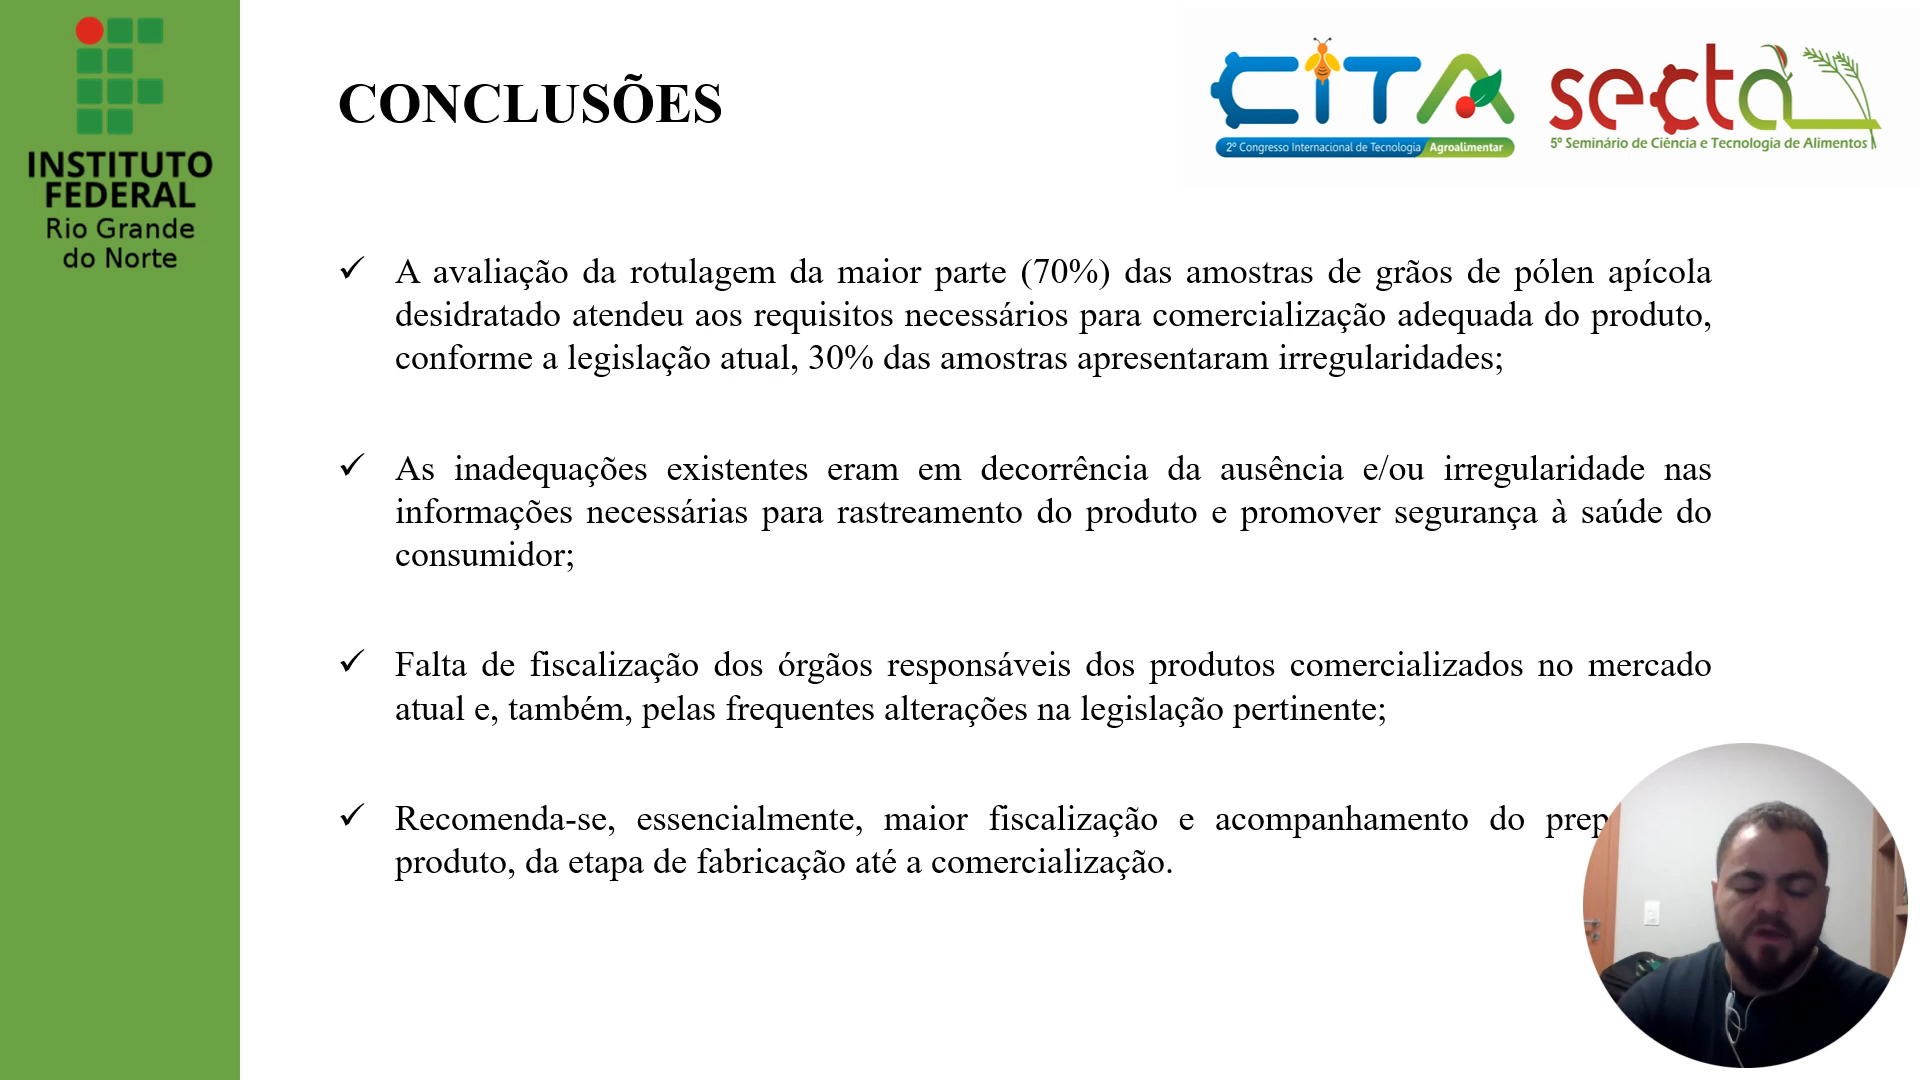 INSTITUTO
FEDERAL
Rio Grande
do Norte
CONCLUSÕES
CITA
2º Congresso Internacional de Tecnologia Agroalimentar
secta
5º Seminário de Ciência e Tecnologia de Alimentos
A avaliação da rotulagem da maior parte (70%) das amostras de grãos de pólen apícola
desidratado atendeu aos requisitos necessários para comercialização adequada do produto,
conforme a legislação atual, 30% das amostras apresentaram irregularidades;
As inadequações existentes eram em decorrência da ausência e/ou irregularidade nas
informações necessárias para rastreamento do produto e promover segurança à saúde do
consumidor;
Falta de fiscalização dos órgãos responsáveis dos produtos comercializados no mercado
atual e, também, pelas frequentes alterações na legislação pertinente;
Recomenda-se, essencialmente, maior fiscalização e acompanhamento do
produto, da etapa de fabricação até a comercialização.